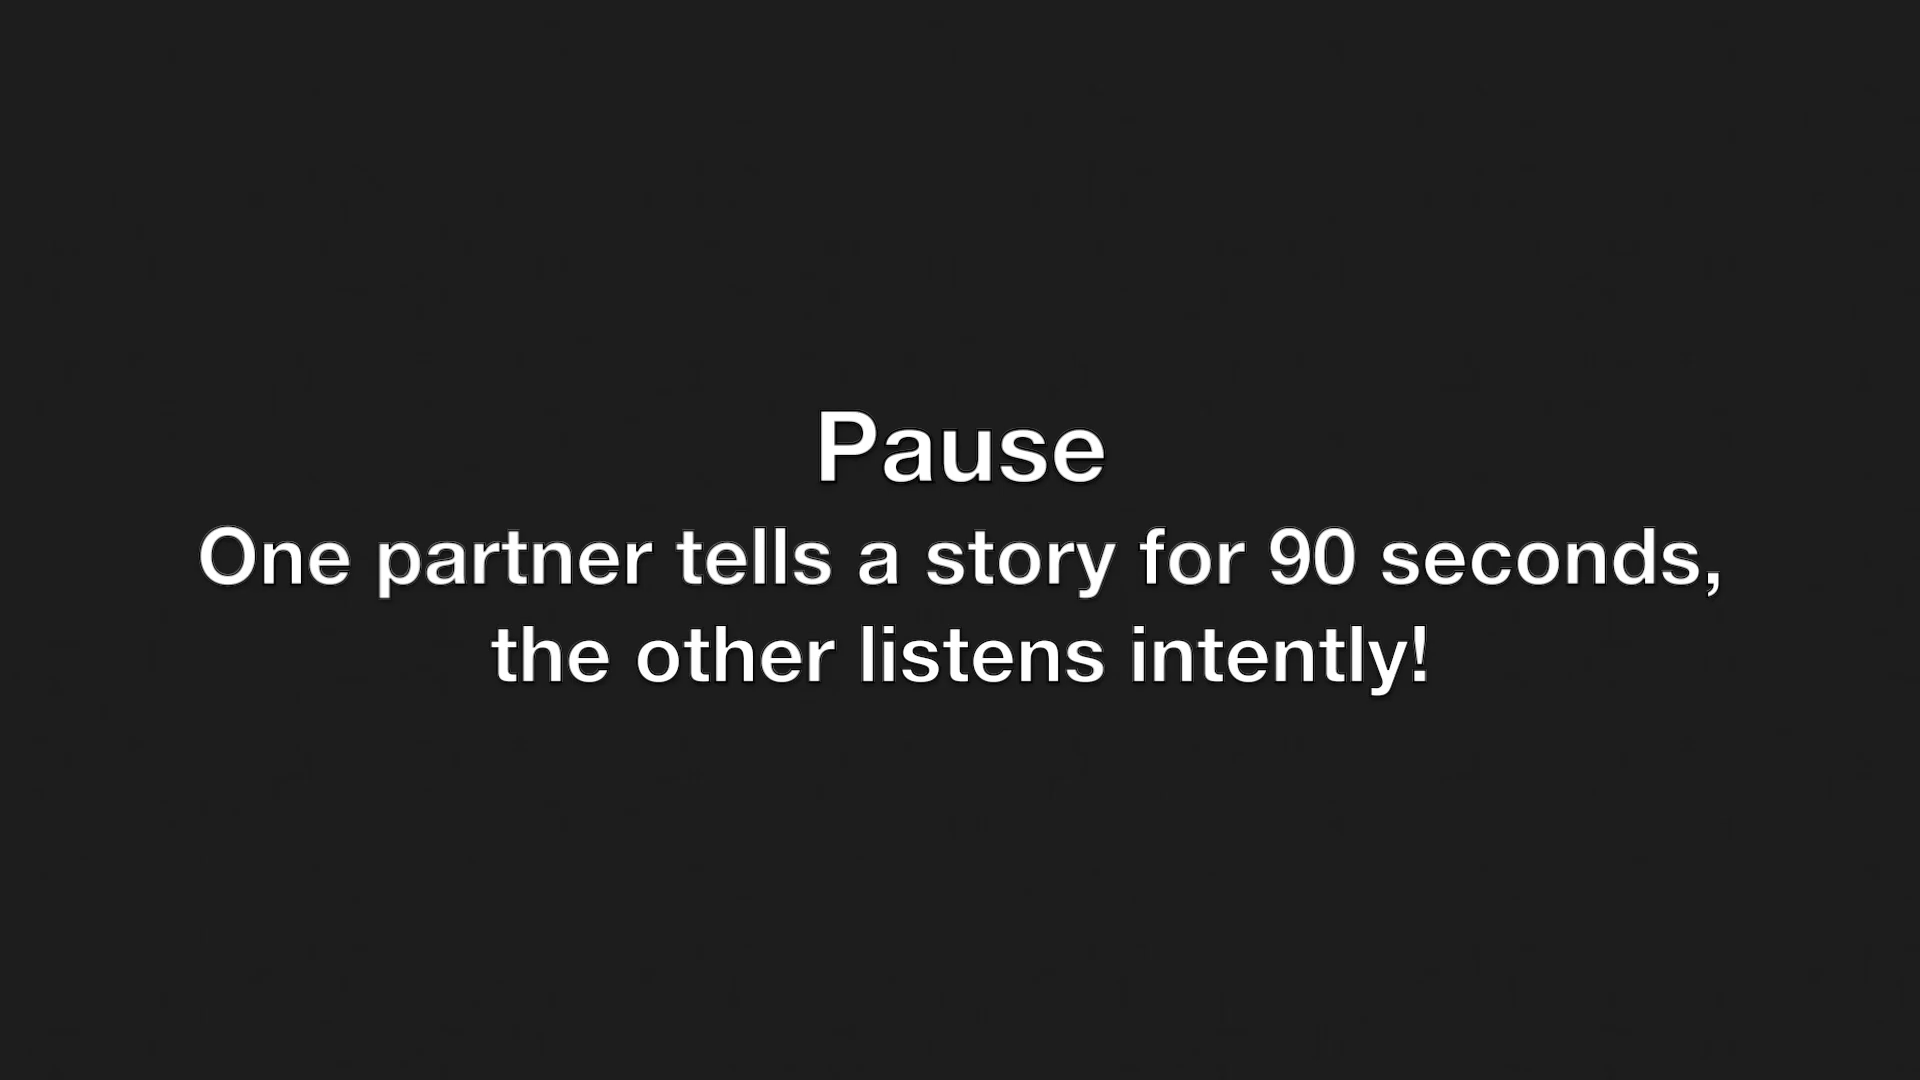 Pause
One partner tells a story for 90 seconds,
the other listens intently!